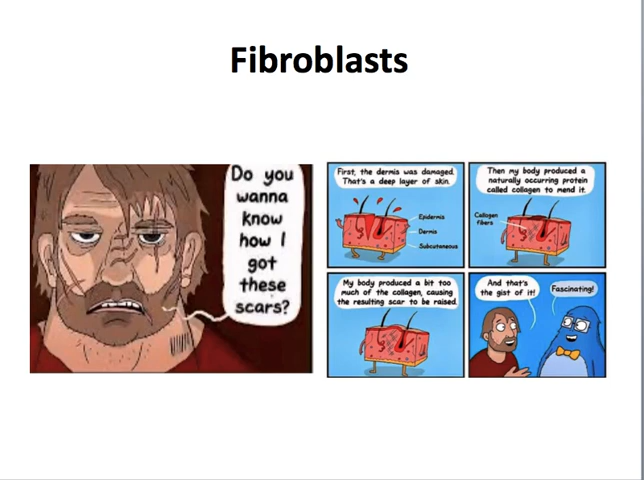 Fibroblasts
Do you
wanna
know
how I
got
these
scars?
First, the dermis was damaged.
That's a deep layer of skin.
Epidermis
Dermis
Subcutaneous
Then my body produced a
naturally occurring protein
called collagen to mend it.
Collagen
fibers
My body produced a bit too
much of the collagen, causing
the resulting scar to be raised.
And that's
the gist of it!
Fascinating!